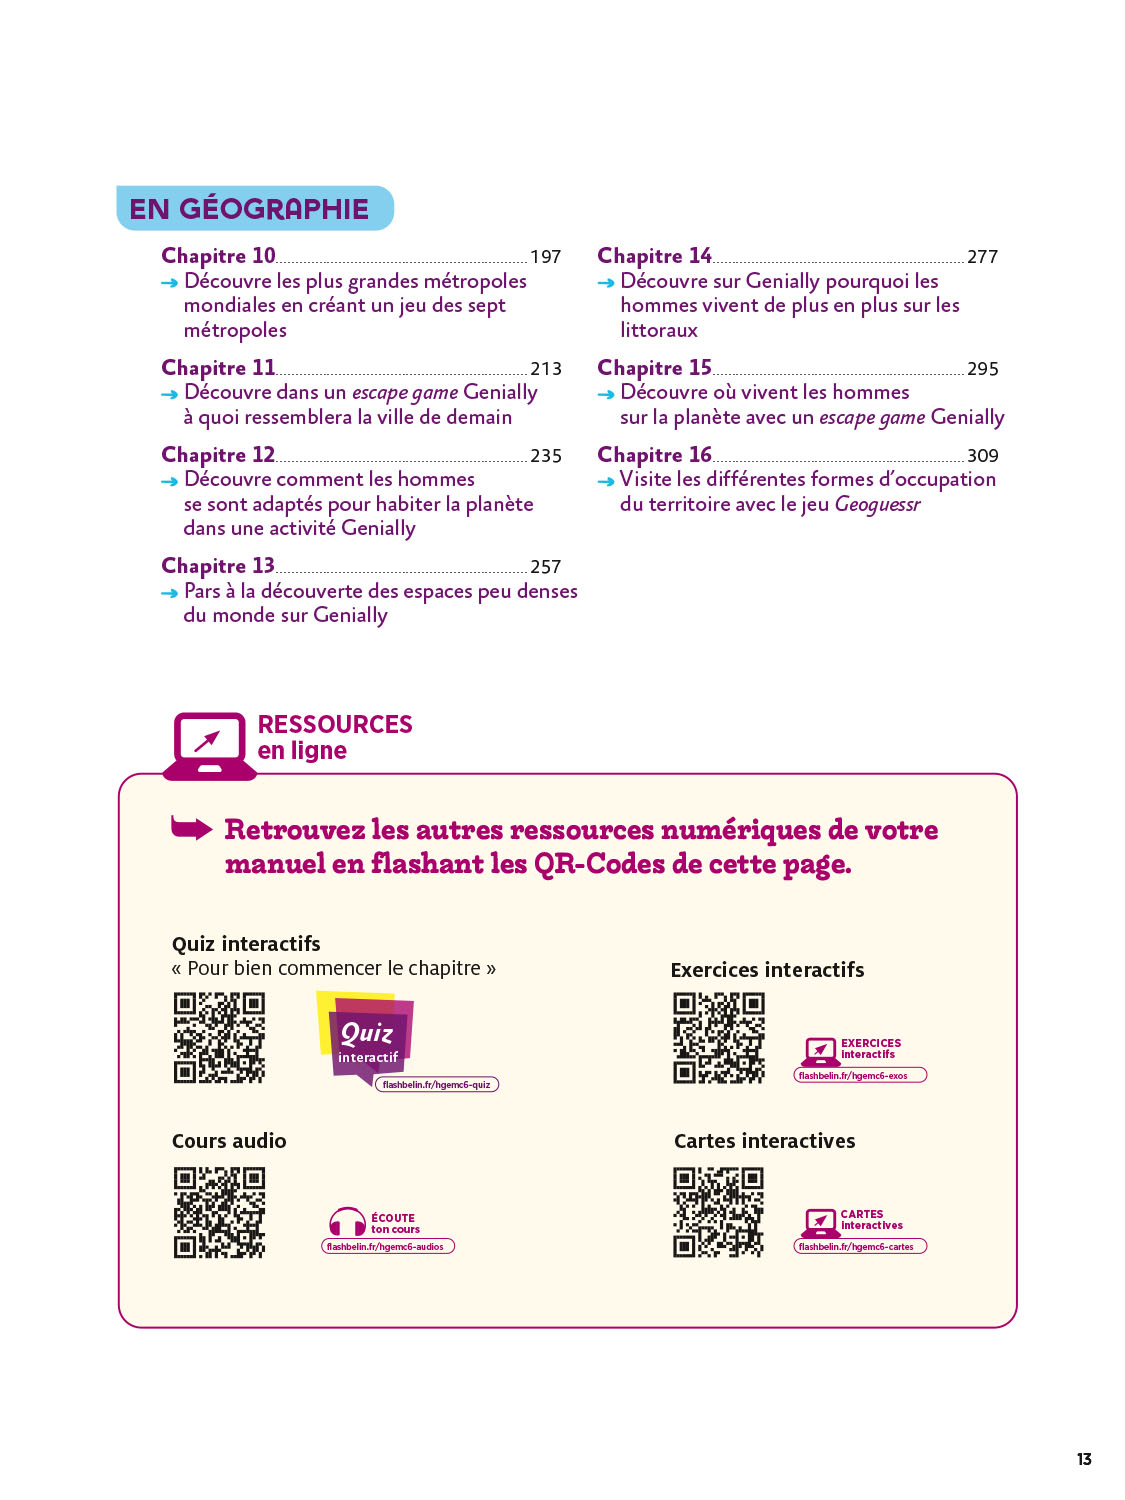 EN GÉOGRAPHIE
Chapitre 10 197
Découvre les plus grandes métropoles
mondiales en créant un jeu des sept
métropoles
Chapitre 11 213
Découvre dans un escape game Genially
à quoi ressemblera la ville de demain
Chapitre 12 235
Découvre comment les hommes
se sont adaptés pour habiter la planète
dans une activité Genially
Chapitre 13 257
Pars à la découverte des espaces peu denses
du monde sur Genially
Chapitre 14 277
Découvre sur Genially pourquoi les
hommes vivent de plus en plus sur les
littoraux
Chapitre 15 295
Découvre où vivent les hommes
sur la planète avec un escape game Genially
Chapitre 16 309
Visite les différentes formes d’occupation
du territoire avec le jeu Geoguessr
RESSOURCES
en ligne
Retrouvez les autres ressources numériques de votre
manuel en flashant les QR-Codes de cette page.
Quiz interactifs
« Pour bien commencer le chapitre »
Quiz
interactif
flashbelin.fr/hgemc6-quiz
Exercices interactifs
EXERCICES
interactifs
flashbelin.fr/hgemc6-exos
Cours audio
ÉCOUTE
ton cours
flashbelin.fr/hgemc6-audios
Cartes interactives
CARTES
interactives
flashbelin.fr/hgemc6-cartes
13